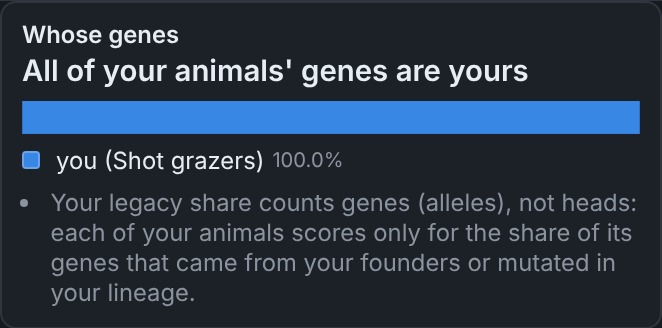 Whose genes
All of your animals' genes are yours
you (Shot grazers) 100.0%
Your legacy share counts genes (alleles), not heads:
each of your animals scores only for the share of its
genes that came from your founders or mutated in
your lineage.